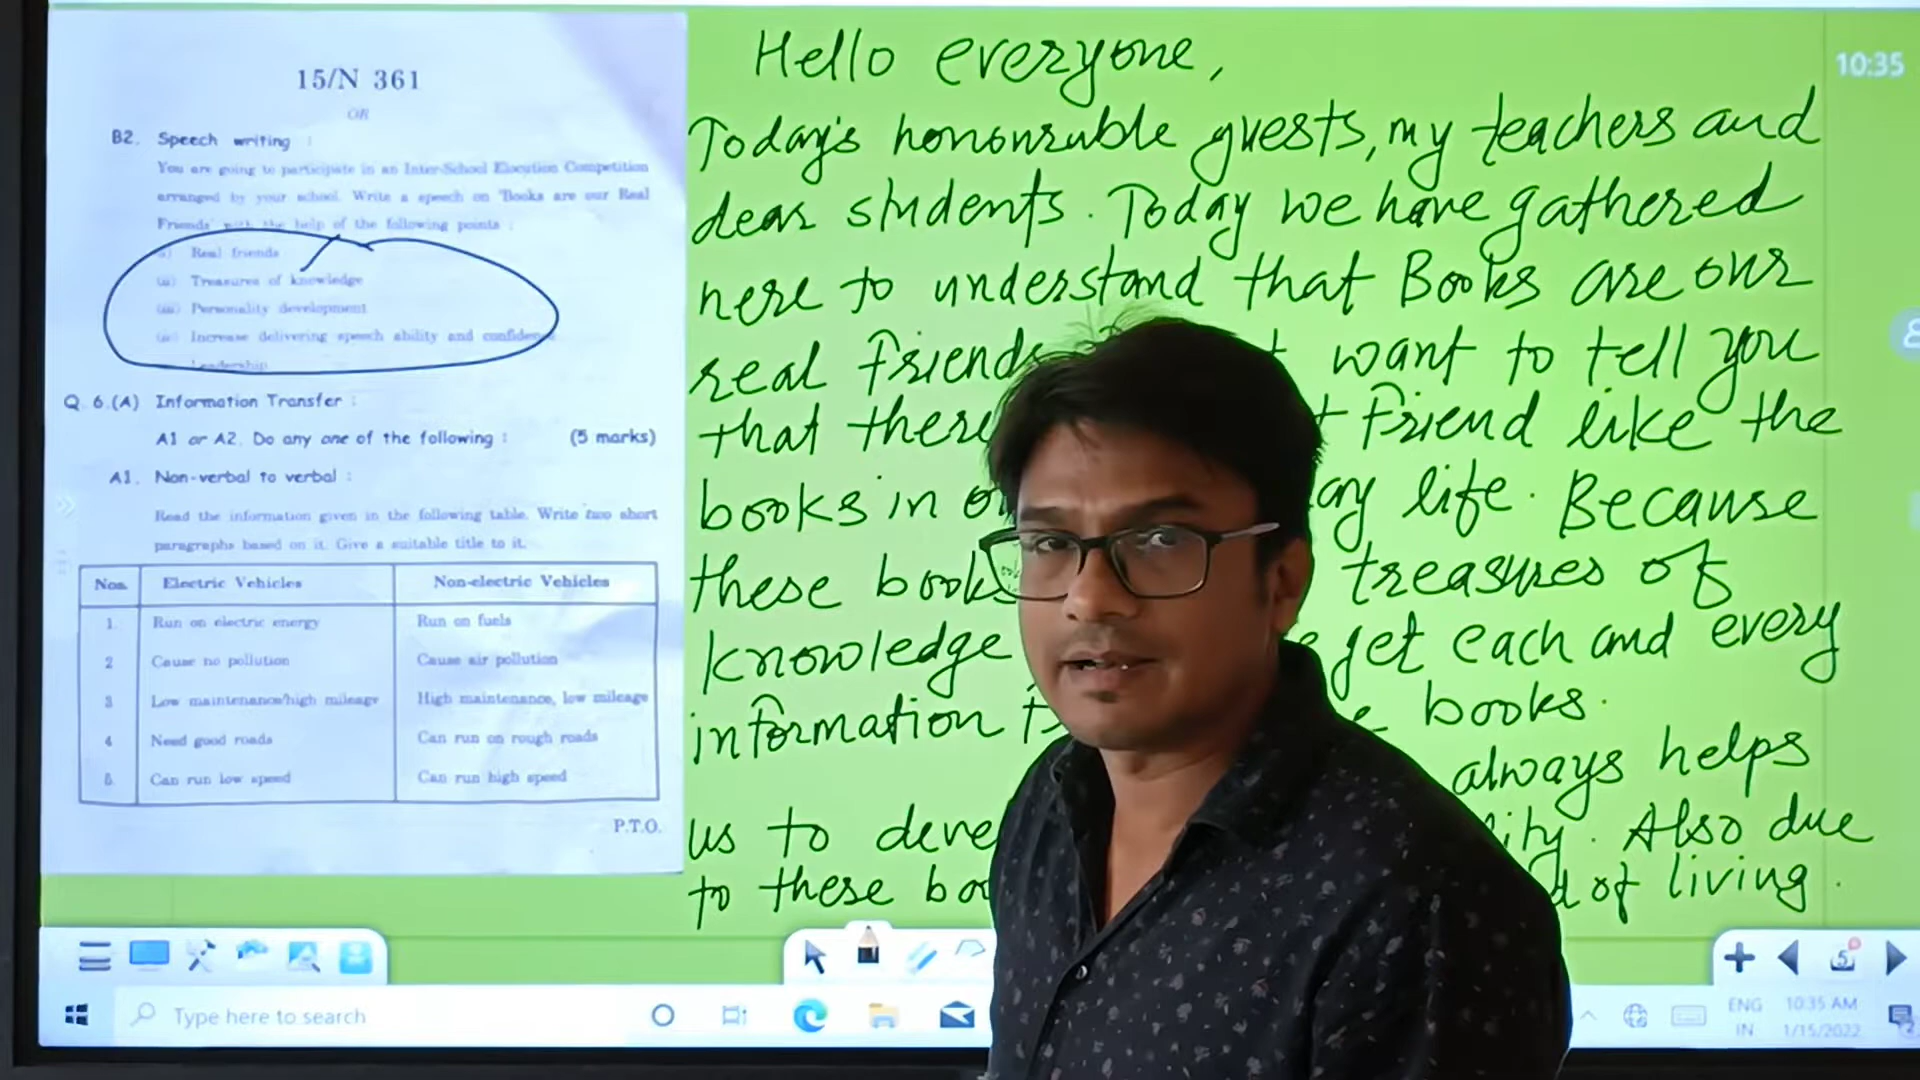 15/N 361
OR
B2. Speech writing :
You are going to participate in an Inter-School Elocution Competition
arranged by your school. Write a speech on 'Books are our Real
Friends' with the help of the following points :
Real friends
Treasures of knowledge
(iii) Personality development
(iv) Increase delivering speech ability and confidence
Leadership
Q. 6.(A) Information Transfer :
A1 or A2. Do any one of the following : (5 marks)
A1. Non-verbal to verbal :
Read the information given in the following table. Write two short
paragraphs based on it. Give a suitable title to it.
Nos. Electric Vehicles Non-electric Vehicles
1. Run on electric energy Run on fuels
2 Cause no pollution Cause air pollution
3 Low maintenance/high mileage High maintenance, low mileage
4 Need good roads Can run on rough roads
5. Can run low speed Can run high speed
P.T.O.
Hello everyone,
Today's honourable guests, my teachers and
dear students. Today we have gathered
here to understand that Books are our
real friends want to tell you
that there friend like the
books in life. Because
these books treasures of
knowledge get each and every
information books.
always helps
us to Also due
to these of living.
10:35
Type here to search
5
ENG
IN
10:35 AM
1/15/2022
2